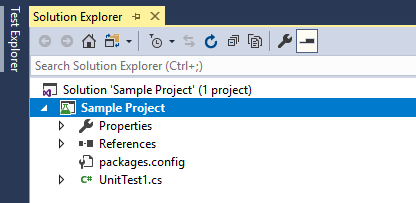 Test Explorer
Solution Explorer
Search Solution Explorer (Ctrl+;)
Solution 'Sample Project' (1 project)
Sample Project
Properties
References
packages.config
C# UnitTest1.cs